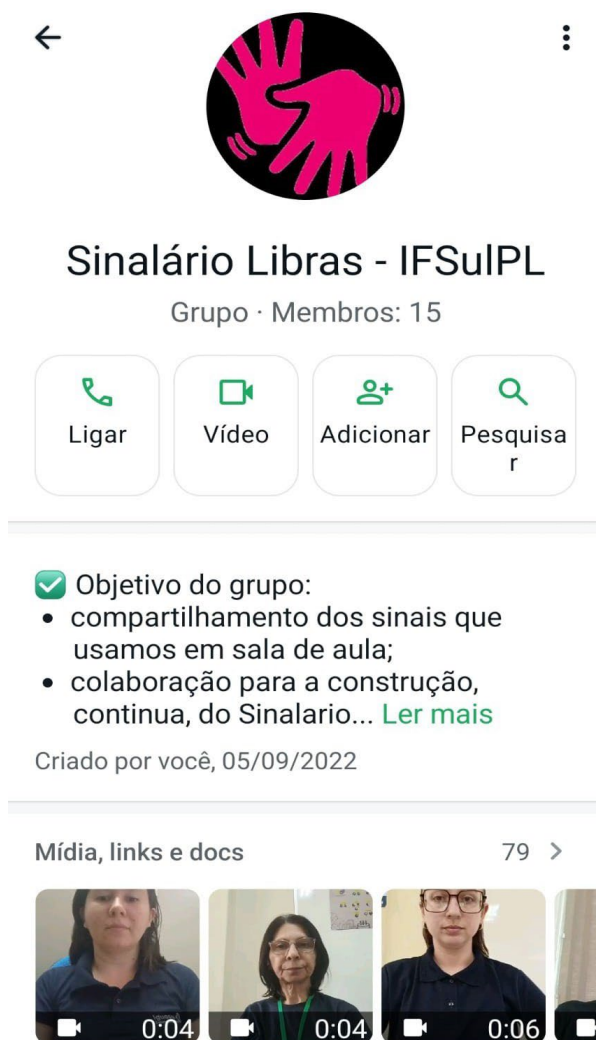 Sinalário Libras - IFSulPL
Grupo · Membros: 15
Ligar
Vídeo
Adicionar
Pesquisa
r
✅ Objetivo do grupo:
• compartilhamento dos sinais que
usamos em sala de aula;
• colaboração para a construção,
continua, do Sinalario... Ler mais
Criado por você, 05/09/2022
Mídia, links e docs 79
0:04
0:04
0:06